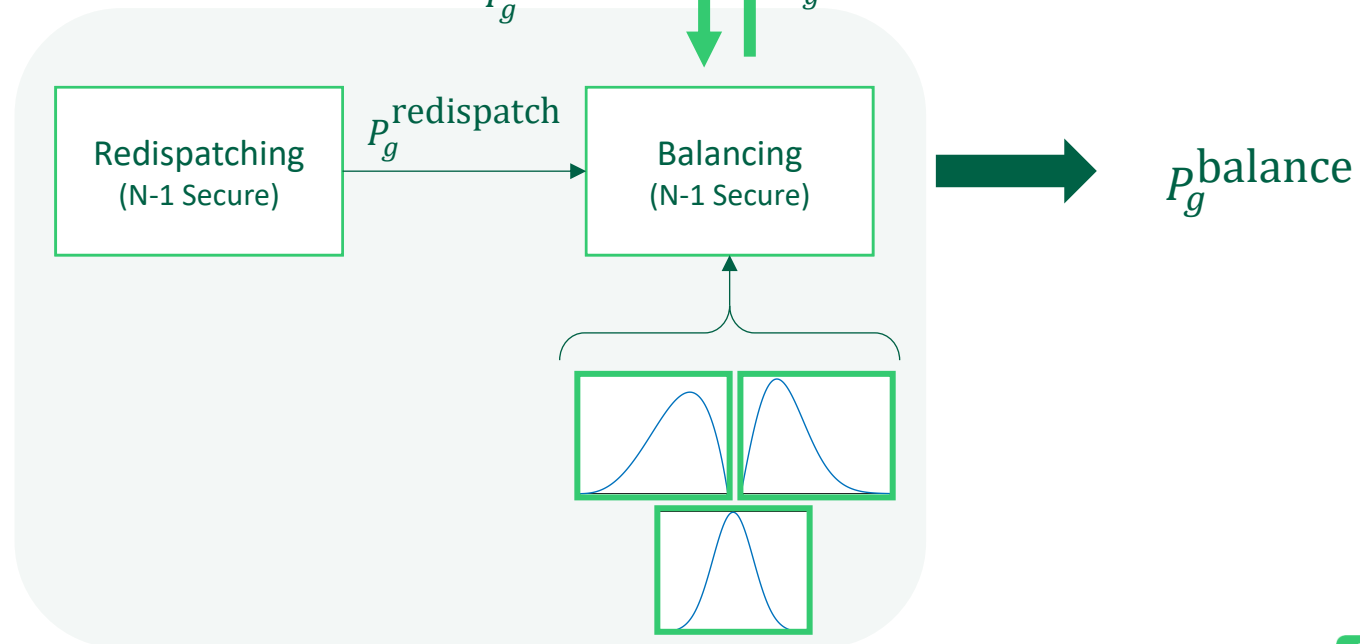 g
g
P_g^redispatch
Redispatching
(N-1 Secure)
Balancing
(N-1 Secure)
P_g^balance